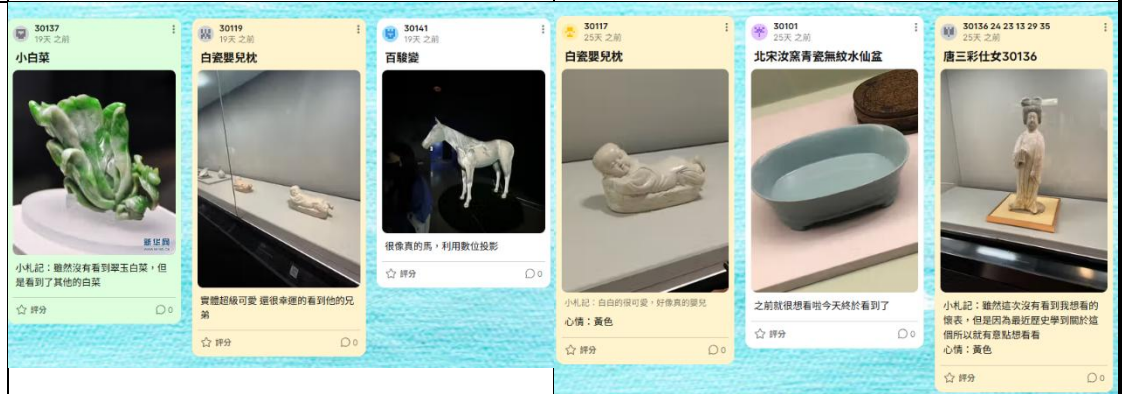 30137
19天 之前
小白菜
新华网
小札記：雖然沒有看到翠玉白菜，但
是看到了其他的白菜
評分
0
30119
19天 之前
白瓷嬰兒枕
實體超級可愛 還很幸運的看到他的兄
弟
評分
0
30141
19天 之前
百駿變
很像真的馬，利用數位投影
評分
0
30117
25天 之前
白瓷嬰兒枕
小札記：白白的很可愛，好像真的嬰兒
心情：黃色
評分
0
30101
25天 之前
北宋汝窯青瓷無紋水仙盆
之前就很想看啦今天終於看到了
評分
0
30136 24 23 13 29 35
25天 之前
唐三彩仕女30136
小札記：雖然這次沒有看到我想看的
懷表，但是因為最近歷史學到關於這
個所以就有意點想看看
心情：黃色
評分
0